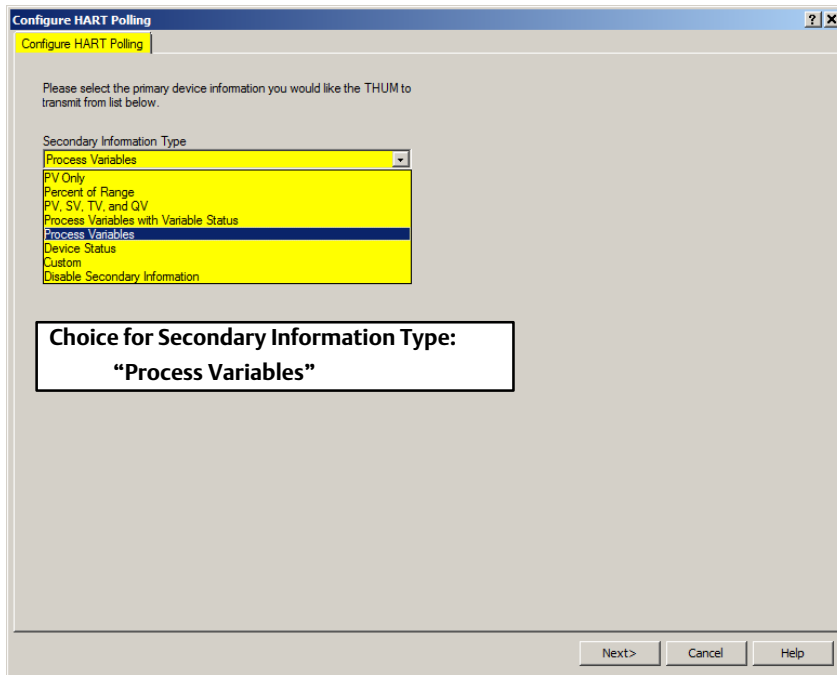 Configure HART Polling
Configure HART Polling
Please select the primary device information you would like the THUM to
transmit from list below.
Secondary Information Type
Process Variables
PV Only
Percent of Range
PV, SV, TV, and QV
Process Variables with Variable Status
Process Variables
Device Status
Custom
Disable Secondary Information
Choice for Secondary Information Type:
“Process Variables”
Next> Cancel Help